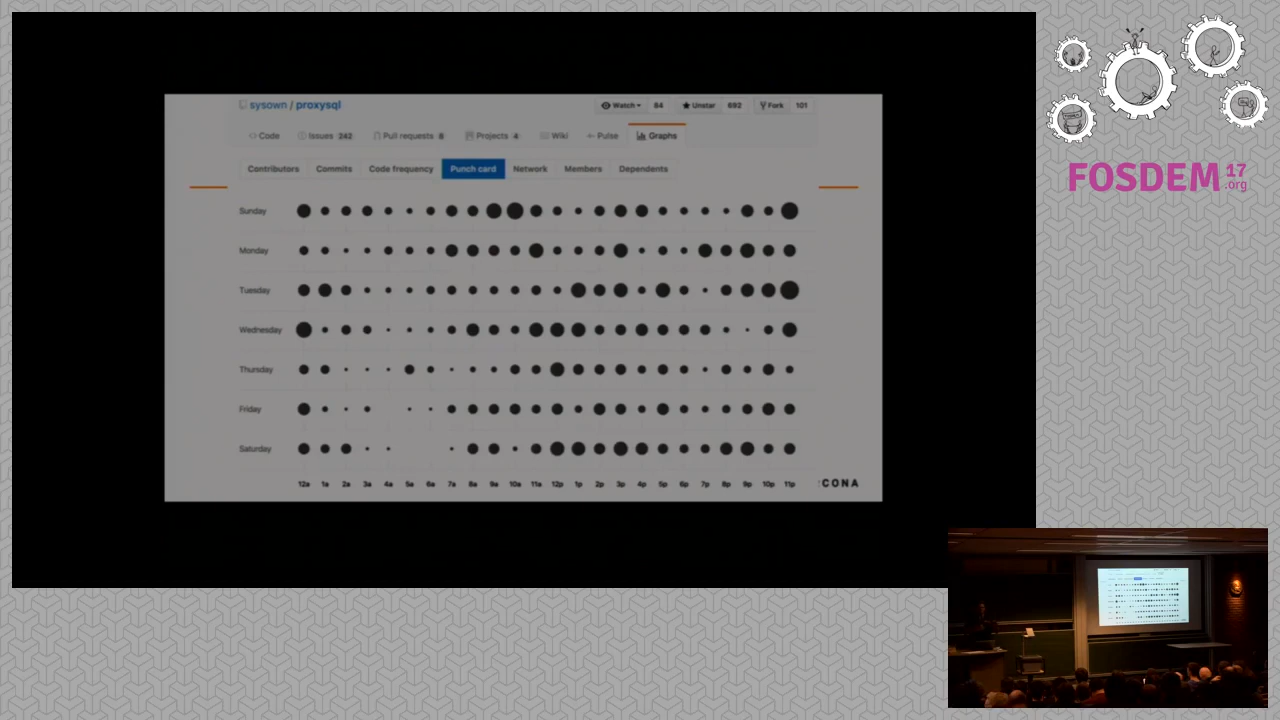 sysown / proxysql
Watch 84 Unstar 692 Fork 101
Code Issues 242 Pull requests 8 Projects 4 Wiki Pulse Graphs
Contributors Commits Code frequency Punch card Network Members Dependents
Sunday
Monday
Tuesday
Wednesday
Thursday
Friday
Saturday
12a 1a 2a 3a 4a 5a 6a 7a 8a 9a 10a 11a 12p 1p 2p 3p 4p 5p 6p 7p 8p 9p 10p 11p
CONA
FOSDEM 17
.org